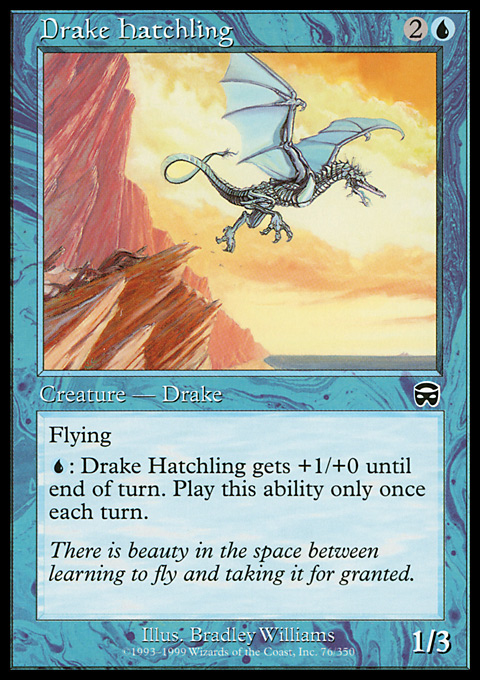 Drake Hatchling 2
Creature — Drake
Flying
: Drake Hatchling gets +1/+0 until
end of turn. Play this ability only once
each turn.
There is beauty in the space between
learning to fly and taking it for granted.
Illus. Bradley Williams
©1993-1999 Wizards of the Coast, Inc. 76/350
1/3